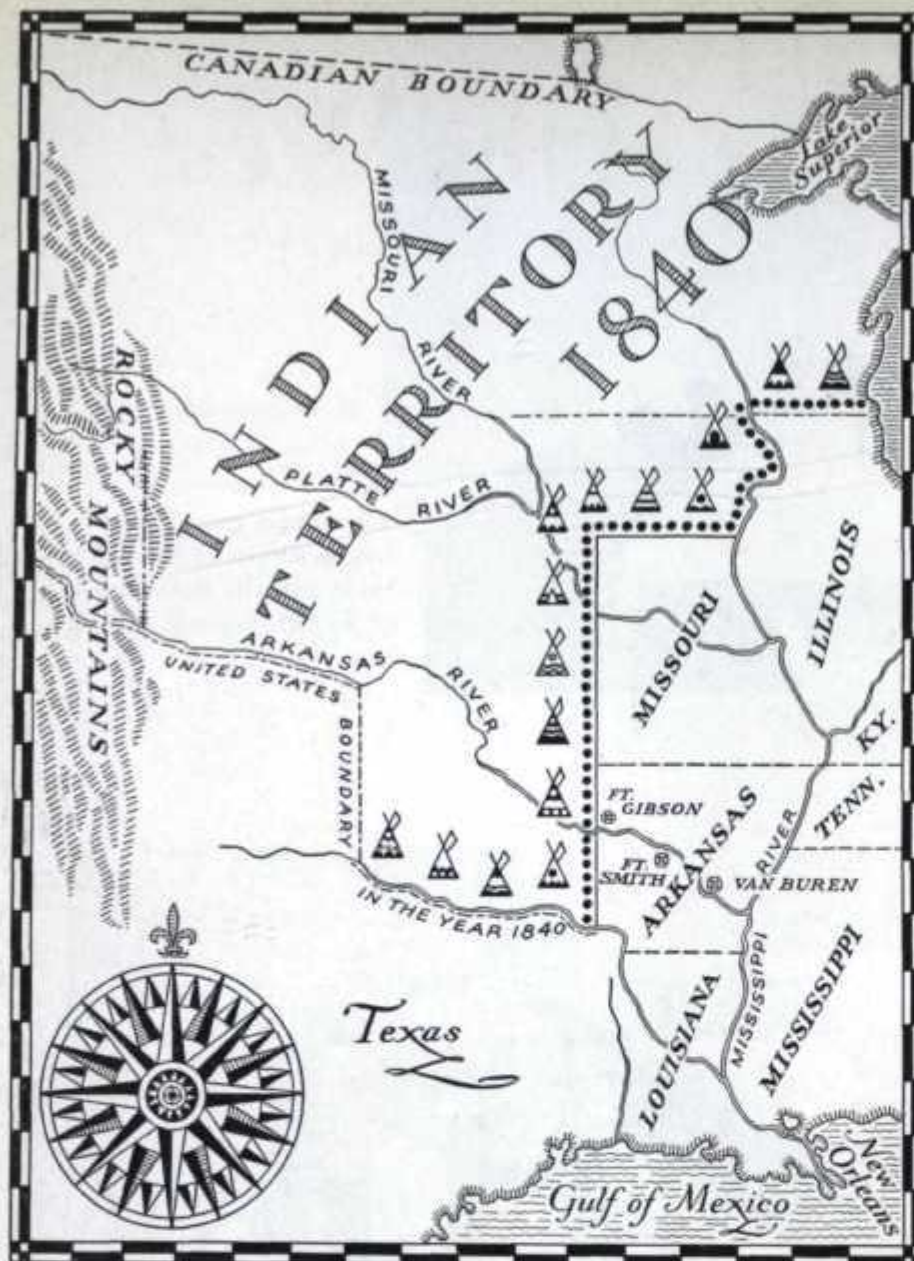 CANADIAN BOUNDARY
Lake
Superior
MISSOURI
RIVER
INDIAN
TERRITORY
1840
ROCKY
MOUNTAINS
PLATTE RIVER
ARKANSAS
RIVER
UNITED STATES
BOUNDARY
IN THE YEAR 1840
MISSOURI
ILLINOIS
KY.
TENN.
FT.
GIBSON
FT.
SMITH
ARKANSAS
VAN BUREN
MISSISSIPPI
RIVER
MISSISSIPPI
LOUISIANA
Texas
New
Orleans
Gulf of Mexico